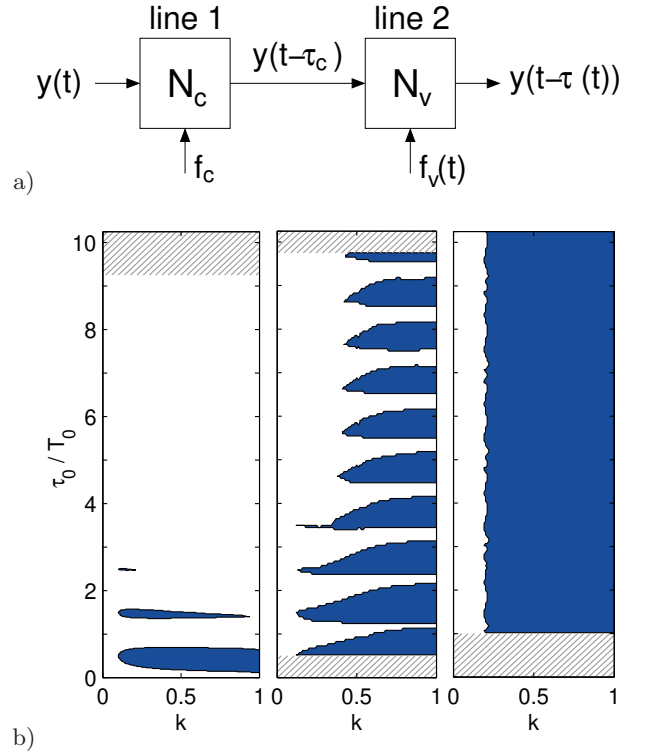 line 1
line 2
y(t)
N_c
y(t−τ_c)
N_v
y(t−τ (t))
f_c
f_v(t)
a)
τ_0 / T_0
10
8
6
4
2
0
0 0.5 1
0 0.5 1
0 0.5 1
k
k
k
b)